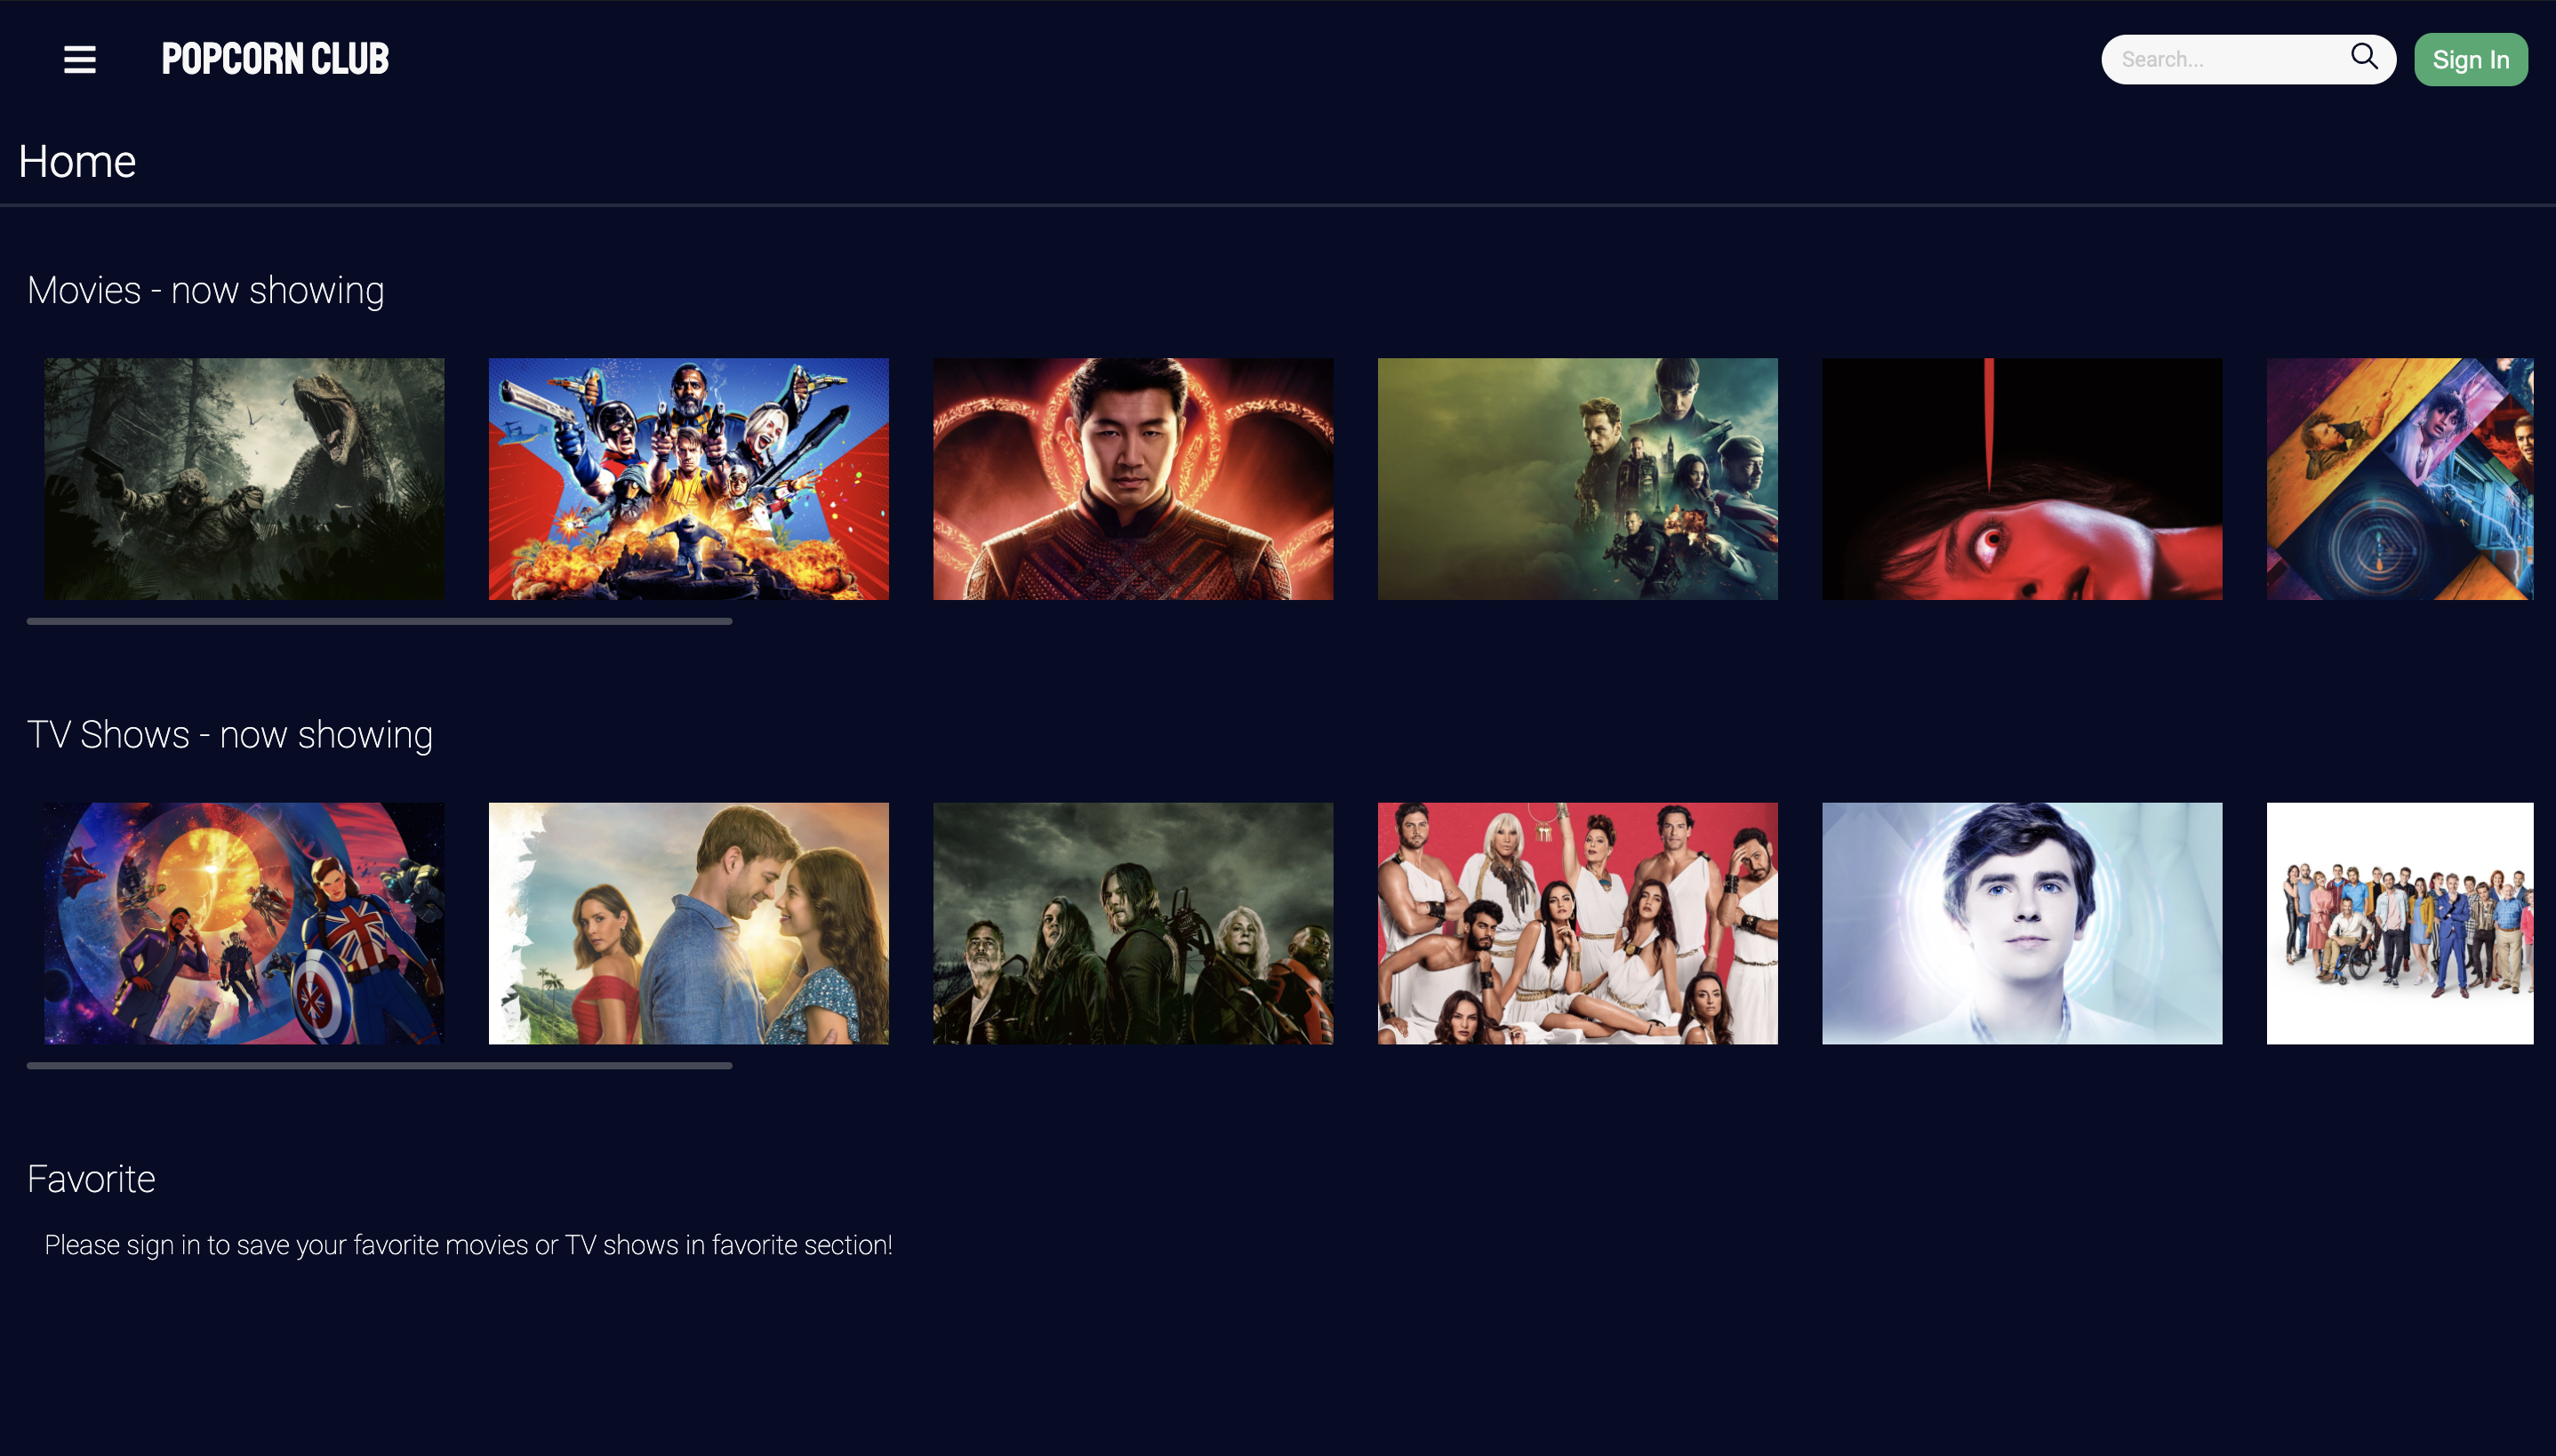 POPCORN CLUB
Search...
Sign In
Home
Movies - now showing
TV Shows - now showing
Favorite
Please sign in to save your favorite movies or TV shows in favorite section!